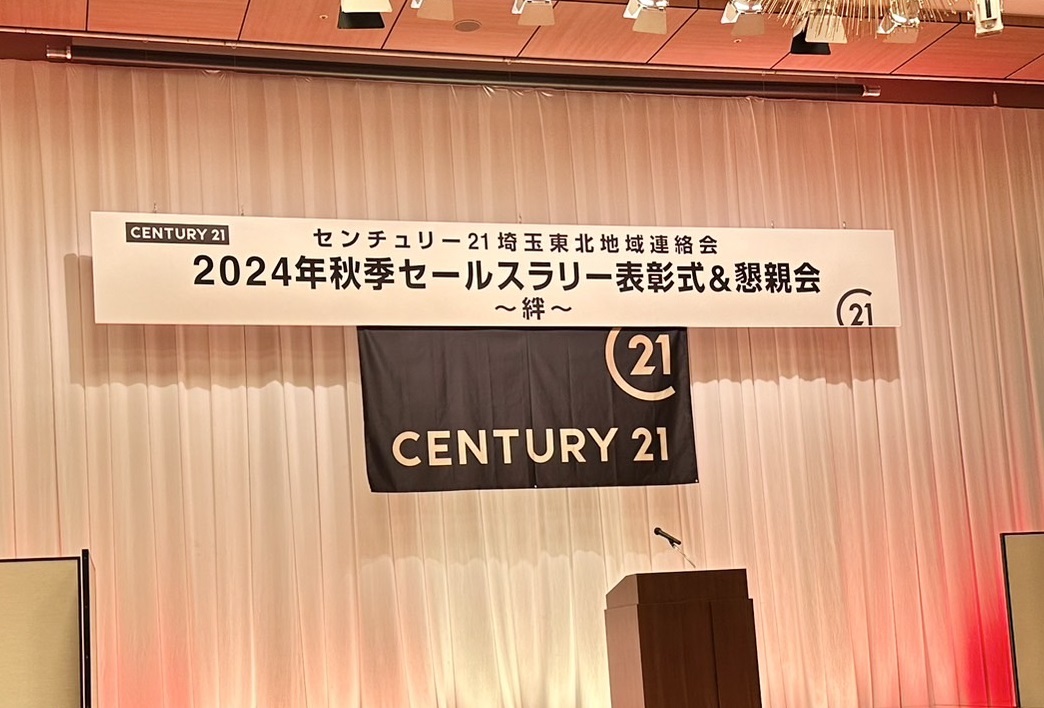 CENTURY 21
センチュリー21埼玉東北地域連絡会
2024年秋季セールスラリー表彰式&懇親会
～絆～
21
21
CENTURY 21